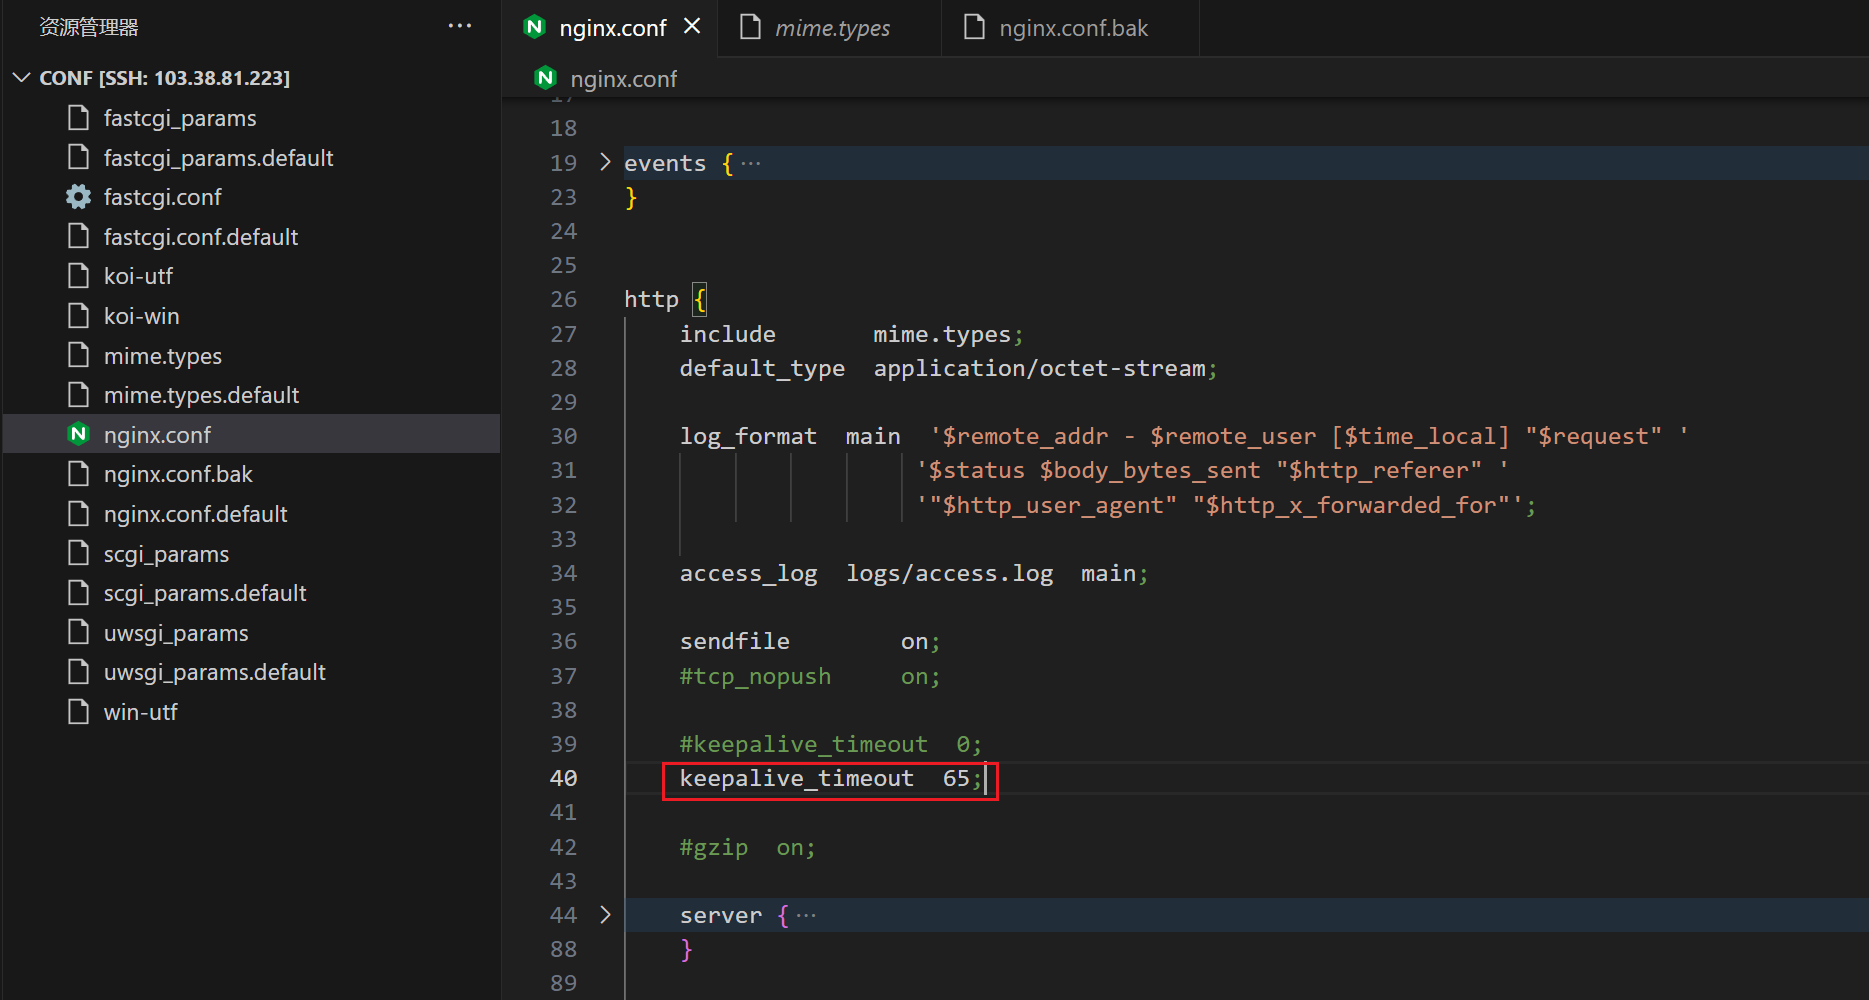 资源管理器
···
CONF [SSH: 103.38.81.223]
fastcgi_params
fastcgi_params.default
fastcgi.conf
fastcgi.conf.default
koi-utf
koi-win
mime.types
mime.types.default
nginx.conf
nginx.conf.bak
nginx.conf.default
scgi_params
scgi_params.default
uwsgi_params
uwsgi_params.default
win-utf
nginx.conf
mime.types
nginx.conf.bak
nginx.conf
17
18
19 events { ···
23 }
24
25
26 http {
27     include       mime.types;
28     default_type  application/octet-stream;
29
30     log_format  main  '$remote_addr - $remote_user [$time_local] "$request" '
31                      '$status $body_bytes_sent "$http_referer" '
32                      '"$http_user_agent" "$http_x_forwarded_for"';
33
34     access_log  logs/access.log  main;
35
36     sendfile        on;
37     #tcp_nopush     on;
38
39     #keepalive_timeout  0;
40     keepalive_timeout  65;
41
42     #gzip  on;
43
44     server { ···
88     }
89